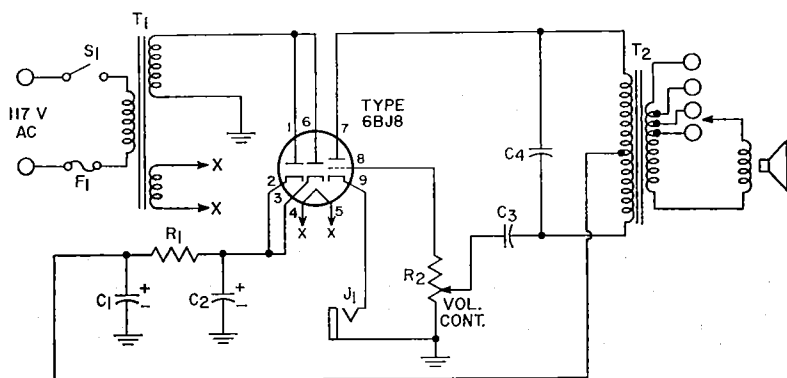 T1
S1
117 V
AC
F1
X
X
TYPE
6BJ8
1
6
7
2
8
3
9
4
5
X
X
R1
C1
+
-
C2
+
-
J1
R2
VOL.
CONT.
C3
C4
T2